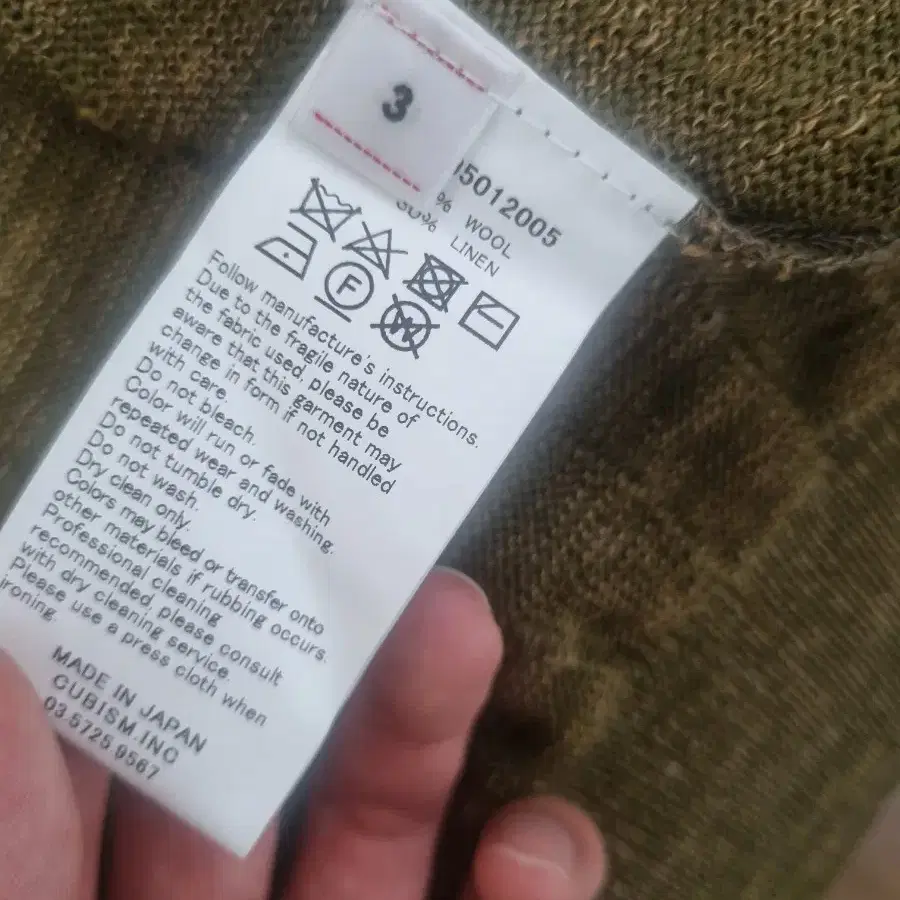 3
5012005
% WOOL
% LINEN
F
W
Follow manufacture's instructions.
Due to the fragile nature of
the fabric used, please be
aware that this garment may
change in form if not handled
with care.
Do not bleach.
Color will run or fade with
repeated wear and washing.
Do not tumble dry.
Do not wash.
Dry clean only.
Colors may bleed or transfer onto
other materials if rubbing occurs.
Professional cleaning
recommended, please consult
with dry cleaning service.
Please use a press cloth when
ironing.
MADE IN JAPAN
CUBISM.INC
03.5725.9567